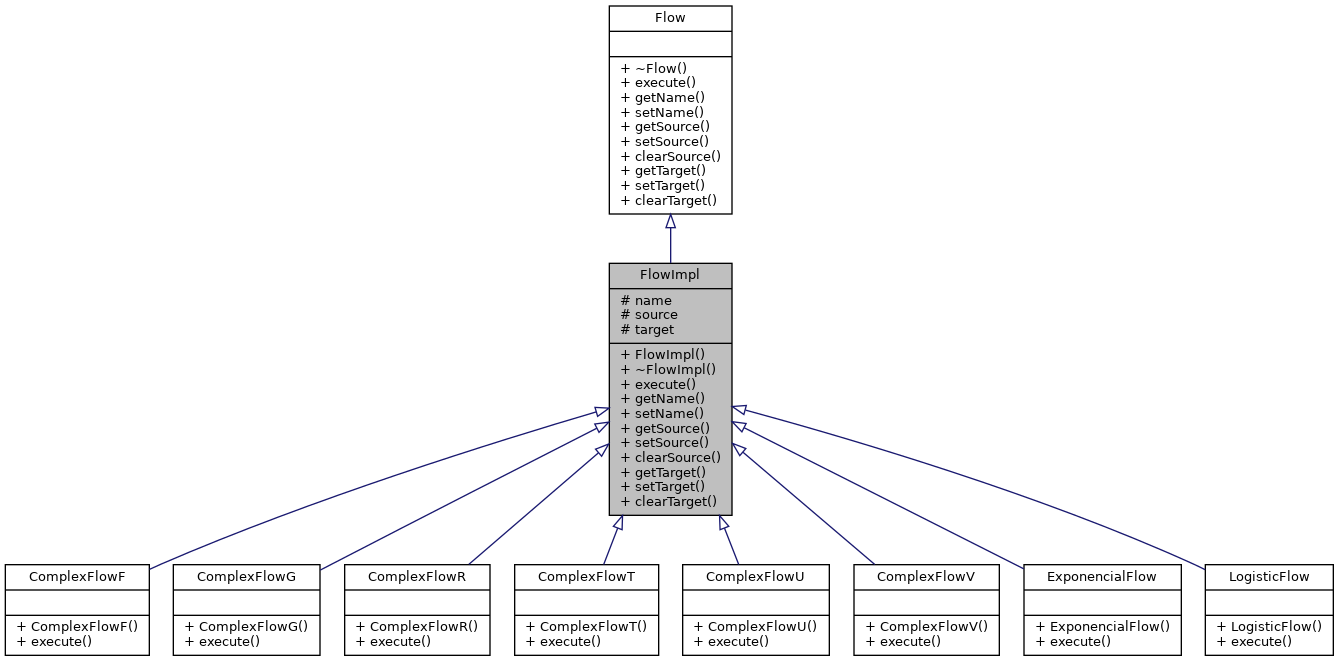 Flow
+ ~Flow()
+ execute()
+ getName()
+ setName()
+ getSource()
+ setSource()
+ clearSource()
+ getTarget()
+ setTarget()
+ clearTarget()
FlowImpl
# name
# source
# target
+ FlowImpl()
+ ~FlowImpl()
+ execute()
+ getName()
+ setName()
+ getSource()
+ setSource()
+ clearSource()
+ getTarget()
+ setTarget()
+ clearTarget()
ComplexFlowF
+ ComplexFlowF()
+ execute()
ComplexFlowG
+ ComplexFlowG()
+ execute()
ComplexFlowR
+ ComplexFlowR()
+ execute()
ComplexFlowT
+ ComplexFlowT()
+ execute()
ComplexFlowU
+ ComplexFlowU()
+ execute()
ComplexFlowV
+ ComplexFlowV()
+ execute()
ExponencialFlow
+ ExponencialFlow()
+ execute()
LogisticFlow
+ LogisticFlow()
+ execute()